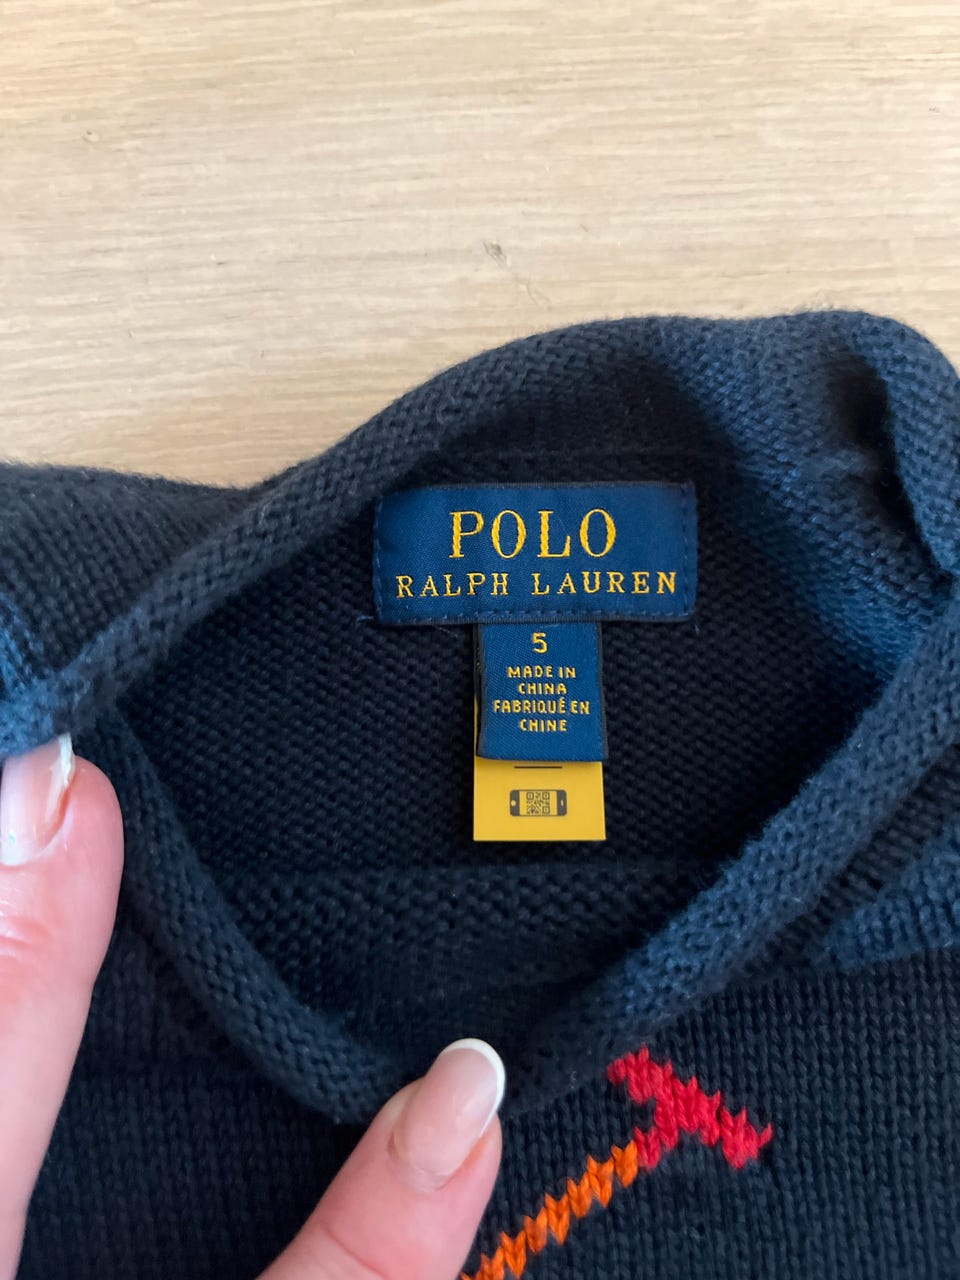 POLO
RALPH LAUREN
5
MADE IN
CHINA
FABRIQUÉ EN
CHINE